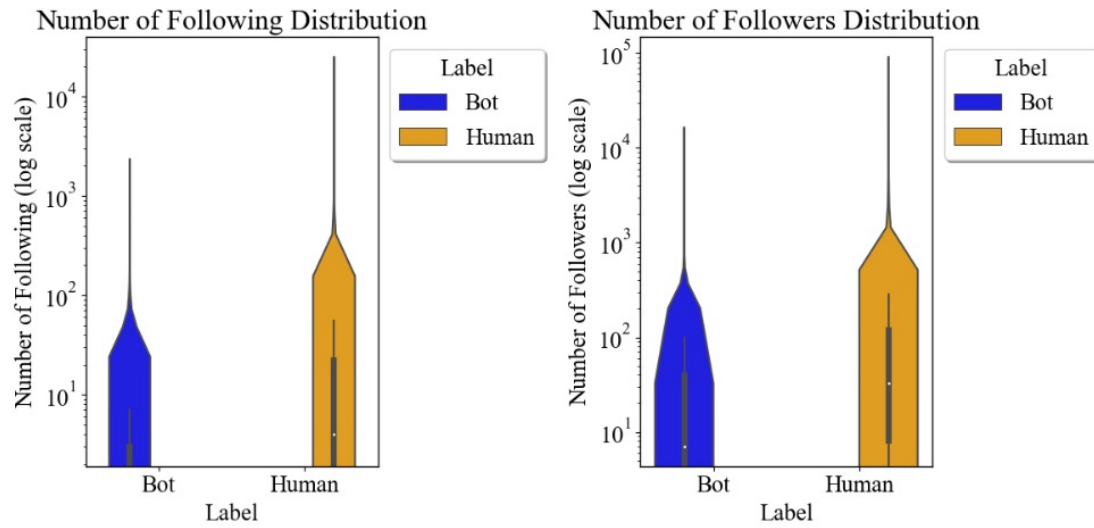 Number of Following Distribution
Number of Following (log scale)
10^4
10^3
10^2
10^1
Bot
Human
Label
Label
Bot
Human
Number of Followers Distribution
Number of Followers (log scale)
10^5
10^4
10^3
10^2
10^1
Bot
Human
Label
Label
Bot
Human